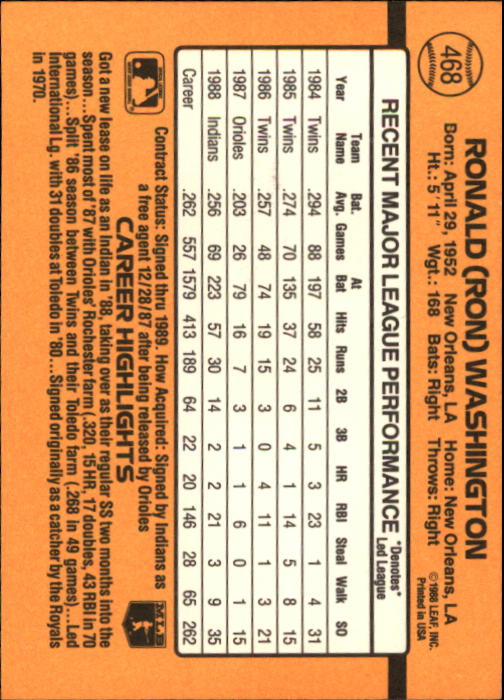 468
RONALD (RON) WASHINGTON
Born: April 29, 1952 New Orleans, LA Home: New Orleans, LA
Ht.: 5'11" Wgt.: 168 Bats: Right Throws: Right
©1988 LEAF, INC.
Printed in USA
RECENT MAJOR LEAGUE PERFORMANCE
"Denotes"
Led League
Year Team Name Bat. Avg. Games At Bat Hits Runs 2B 3B HR RBI Steal Walk SO
1984 Twins .294 88 197 58 25 11 5 3 23 1 4 31
1985 Twins .274 70 135 37 24 6 4 1 14 5 8 15
1986 Twins .257 48 74 19 15 3 0 4 11 1 3 21
1987 Orioles .203 26 79 16 7 3 1 1 6 0 1 15
1988 Indians .256 69 223 57 30 14 2 2 21 3 9 35
Career .262 557 1579 413 189 64 22 20 146 28 65 262
Contract Status: Signed thru 1989. How Acquired: Signed by Indians as
a free agent 12/28/87 after being released by Orioles
CAREER HIGHLIGHTS
MLB
Got a new lease on life as an Indian in '88, taking over as their regular SS two months into the
season...Spent most of '87 with Orioles' Rochester farm (.320, 15 HR, 17 doubles, 43 RBI in 70
games)...Split '86 season between Twins and their Toledo farm (.268 in 49 games)...Led
International Lg. with 31 doubles at Toledo in '80...Signed originally as a catcher by the Royals
in 1970.